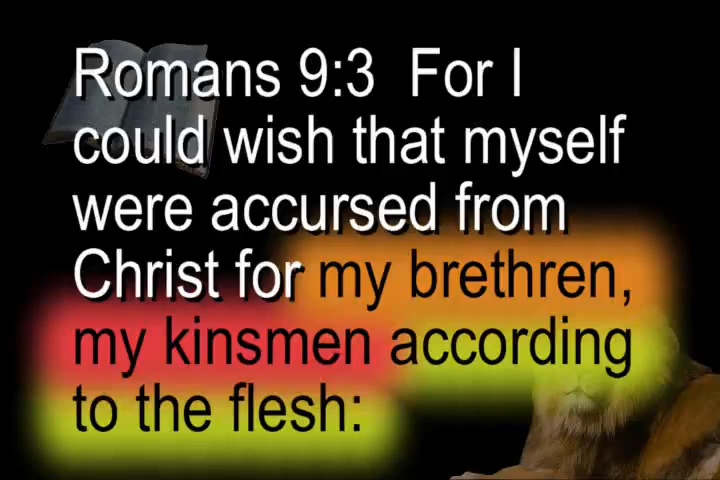 Romans 9:3  For I
could wish that myself
were accursed from
Christ for my brethren,
my kinsmen according
to the flesh: